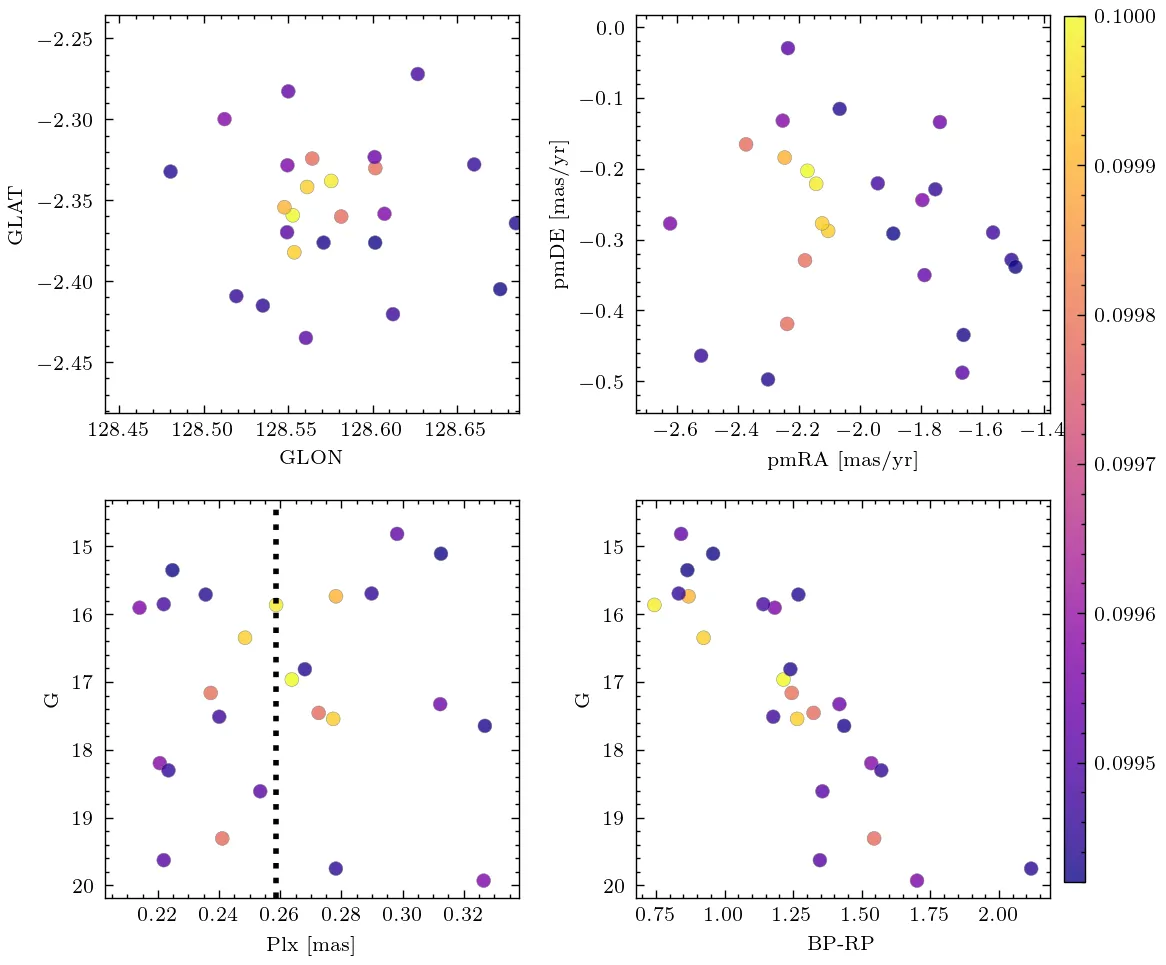 −2.25
−2.30
−2.35
−2.40
−2.45
GLAT
128.45 128.50 128.55 128.60 128.65
GLON
0.0
−0.1
−0.2
−0.3
−0.4
−0.5
pmDE [mas/yr]
−2.6 −2.4 −2.2 −2.0 −1.8 −1.6 −1.4
pmRA [mas/yr]
0.1000
0.0999
0.0998
0.0997
0.0996
0.0995
15
16
17
18
19
20
G
0.22 0.24 0.26 0.28 0.30 0.32
Plx [mas]
15
16
17
18
19
20
G
0.75 1.00 1.25 1.50 1.75 2.00
BP-RP